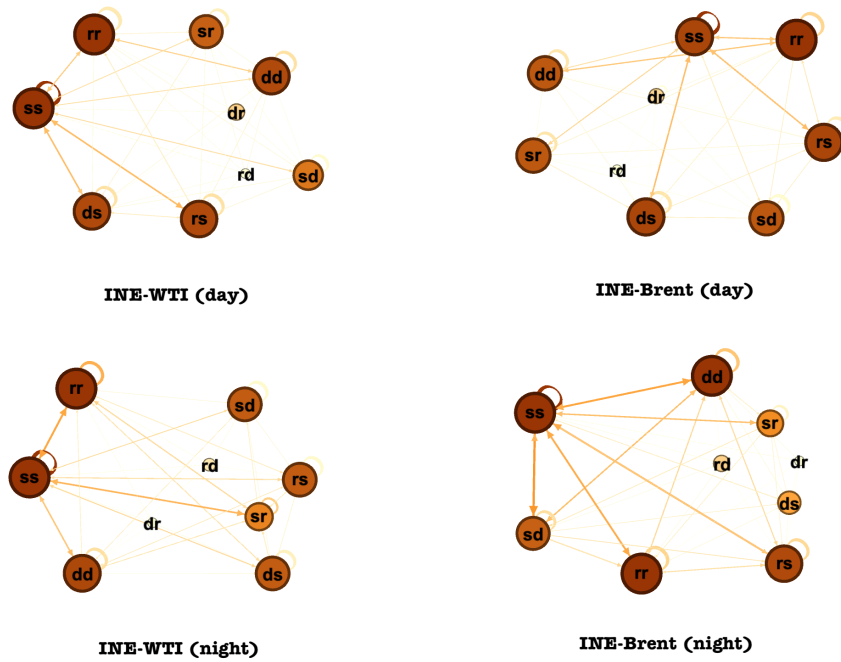 rr
sr
dd
ss
dr
rd
sd
ds
rs
INE-WTI (day)
ss
rr
dd
dr
rs
sr
rd
ds
sd
INE-Brent (day)
rr
sd
rd
ss
rs
sr
dr
dd
ds
INE-WTI (night)
dd
ss
sr
rd
dr
ds
sd
rr
rs
INE-Brent (night)